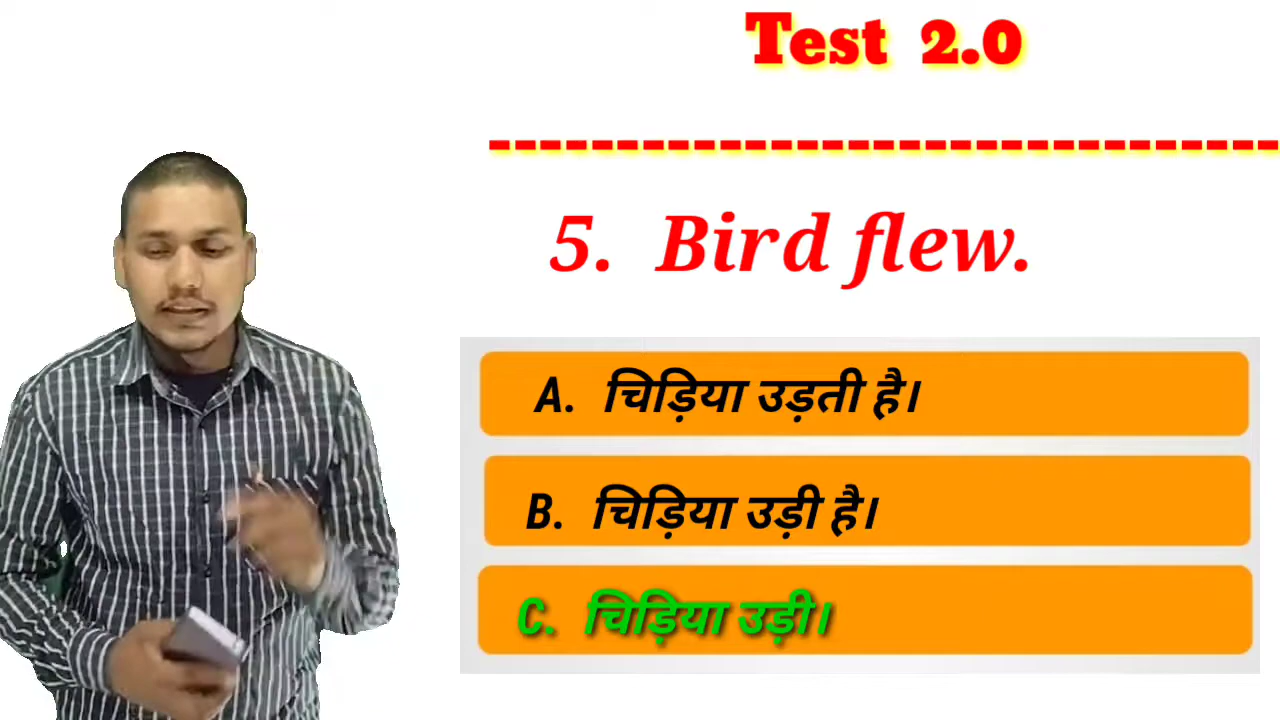 Test 2.0
5. Bird flew.
A. चिड़िया उड़ती है।
B. चिड़िया उड़ी है।
C. चिड़िया उड़ी।